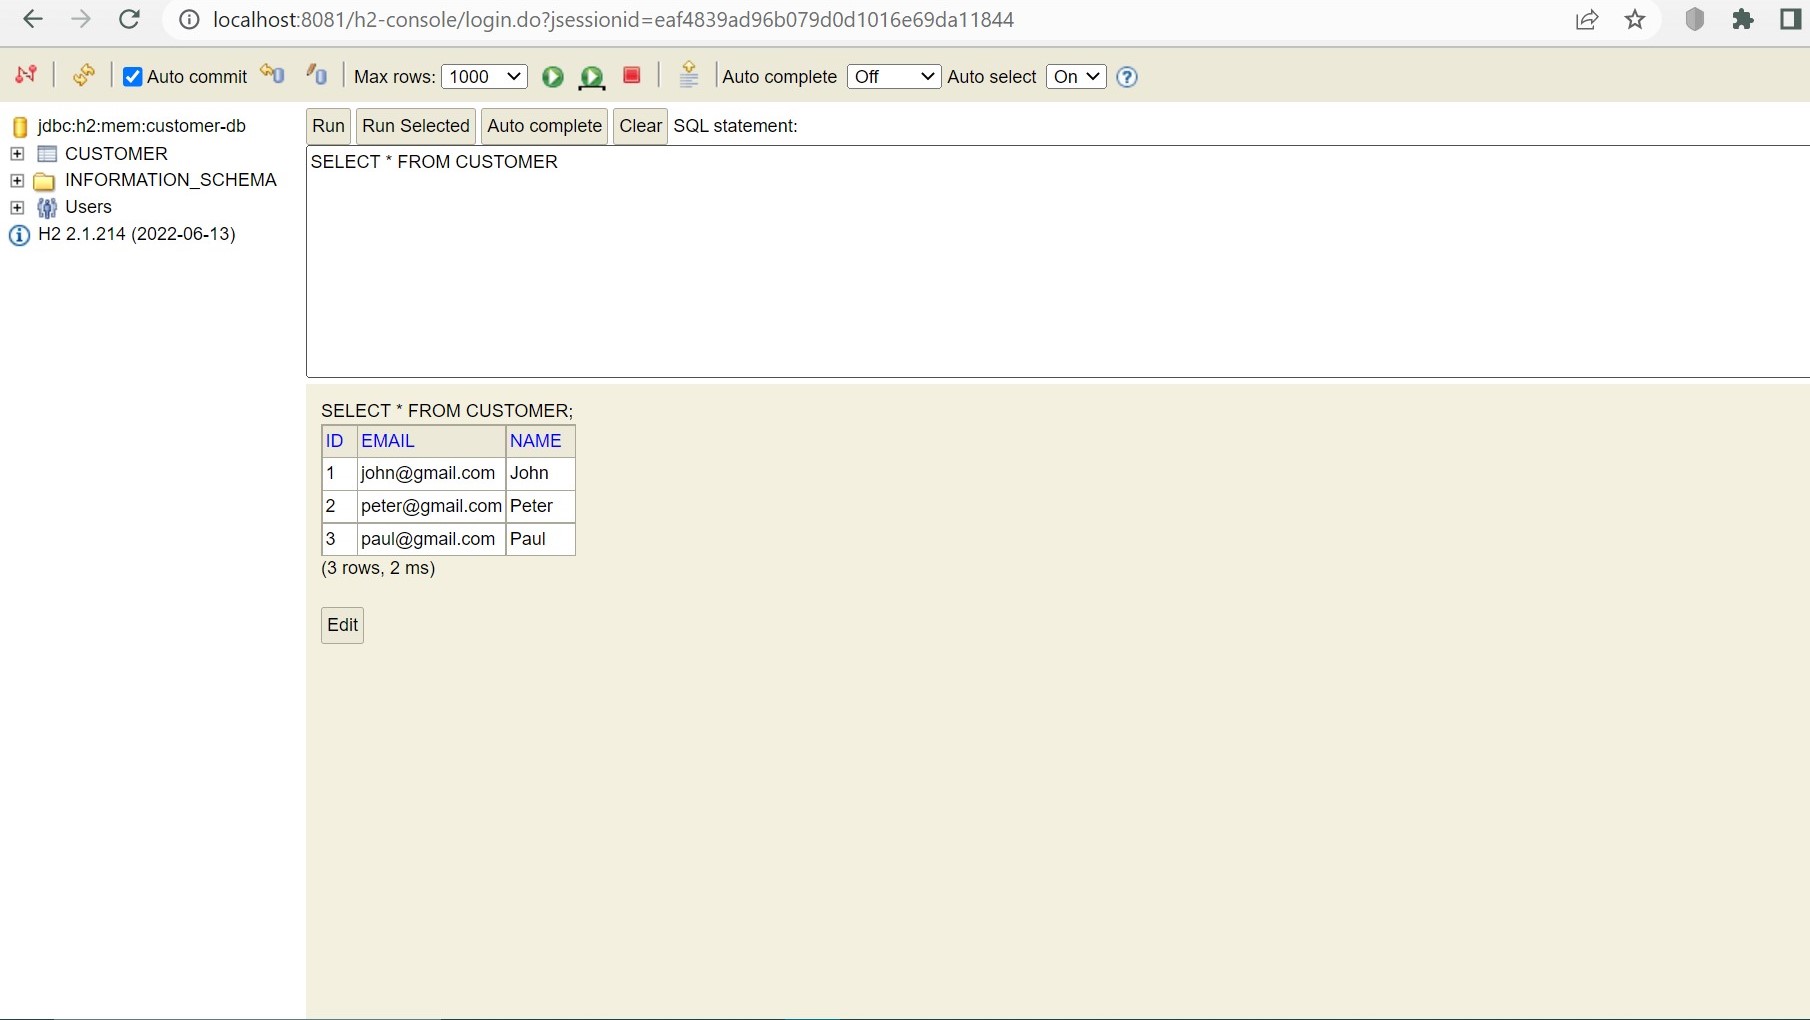 localhost:8081/h2-console/login.do?jsessionid=eaf4839ad96b079d0d1016e69da11844
Auto commit Max rows: 1000 Auto complete Off Auto select On
jdbc:h2:mem:customer-db
CUSTOMER
INFORMATION_SCHEMA
Users
H2 2.1.214 (2022-06-13)
Run Run Selected Auto complete Clear SQL statement:
SELECT * FROM CUSTOMER
SELECT * FROM CUSTOMER;
ID EMAIL NAME
1 john@gmail.com John
2 peter@gmail.com Peter
3 paul@gmail.com Paul
(3 rows, 2 ms)
Edit